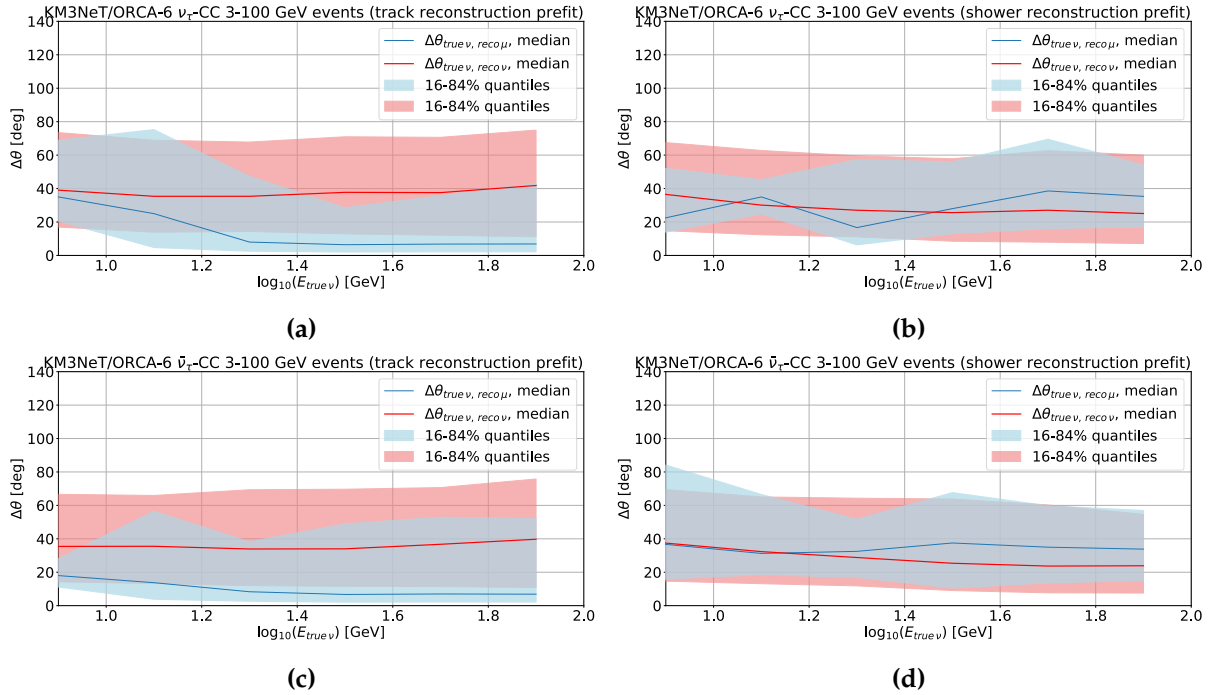 KM3NeT/ORCA-6 ντ-CC 3-100 GeV events (track reconstruction prefit)
140
120
100
80
60
40
20
0
Δθ [deg]
Δθtrue ν, reco μ, median
Δθtrue ν, reco ν, median
16-84% quantiles
16-84% quantiles
1.0 1.2 1.4 1.6 1.8 2.0
log10(Etrue ν) [GeV]
(a)
KM3NeT/ORCA-6 ντ-CC 3-100 GeV events (shower reconstruction prefit)
140
120
100
80
60
40
20
0
Δθ [deg]
Δθtrue ν, reco μ, median
Δθtrue ν, reco ν, median
16-84% quantiles
16-84% quantiles
1.0 1.2 1.4 1.6 1.8 2.0
log10(Etrue ν) [GeV]
(b)
KM3NeT/ORCA-6 ν̄τ-CC 3-100 GeV events (track reconstruction prefit)
140
120
100
80
60
40
20
0
Δθ [deg]
Δθtrue ν, reco μ, median
Δθtrue ν, reco ν, median
16-84% quantiles
16-84% quantiles
1.0 1.2 1.4 1.6 1.8 2.0
log10(Etrue ν) [GeV]
(c)
KM3NeT/ORCA-6 ν̄τ-CC 3-100 GeV events (shower reconstruction prefit)
140
120
100
80
60
40
20
0
Δθ [deg]
Δθtrue ν, reco μ, median
Δθtrue ν, reco ν, median
16-84% quantiles
16-84% quantiles
1.0 1.2 1.4 1.6 1.8 2.0
log10(Etrue ν) [GeV]
(d)